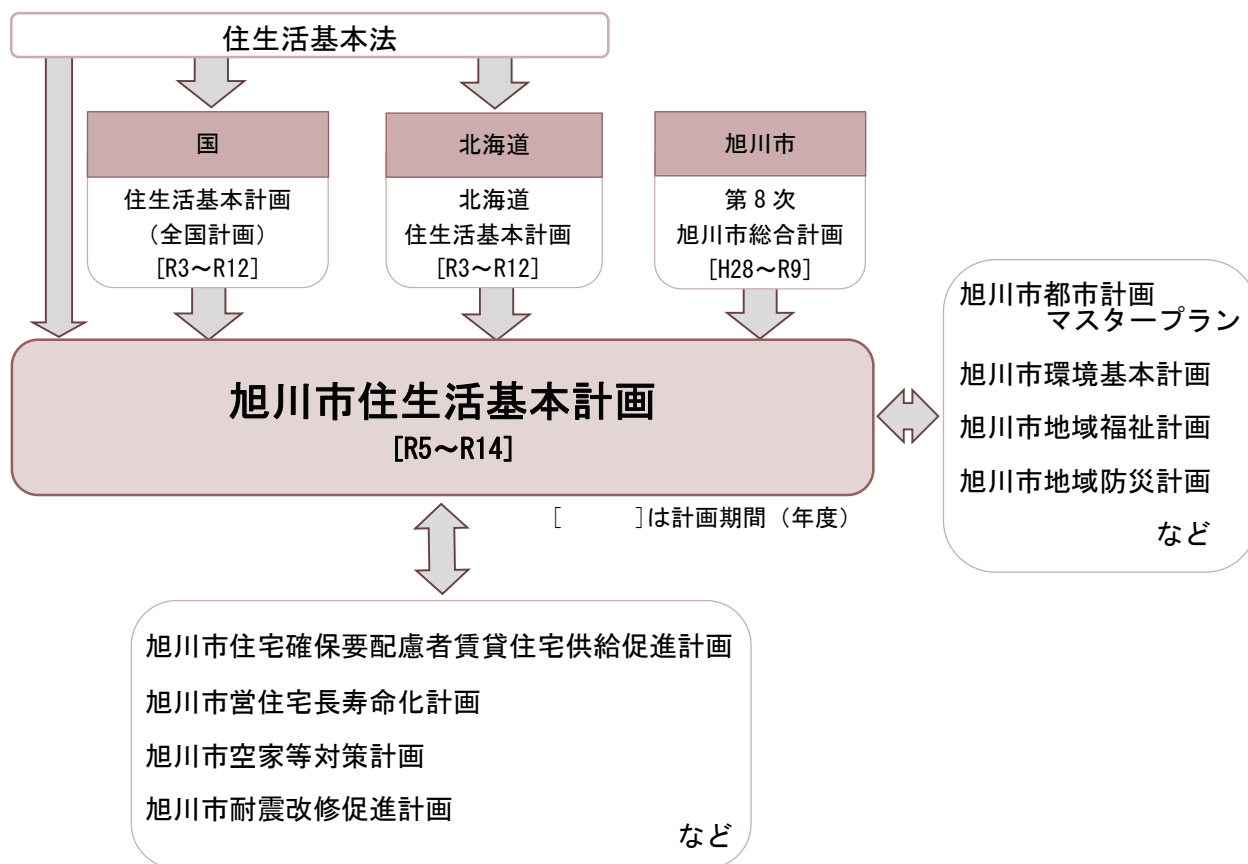 住生活基本法
国
住生活基本計画
（全国計画）
[R3～R12]
北海道
北海道
住生活基本計画
[R3～R12]
旭川市
第8次
旭川市総合計画
[H28～R9]
旭川市住生活基本計画
[R5～R14]
[　　　]は計画期間（年度）
旭川市都市計画
マスタープラン
旭川市環境基本計画
旭川市地域福祉計画
旭川市地域防災計画
など
旭川市住宅確保要配慮者賃貸住宅供給促進計画
旭川市営住宅長寿命化計画
旭川市空家等対策計画
旭川市耐震改修促進計画
など